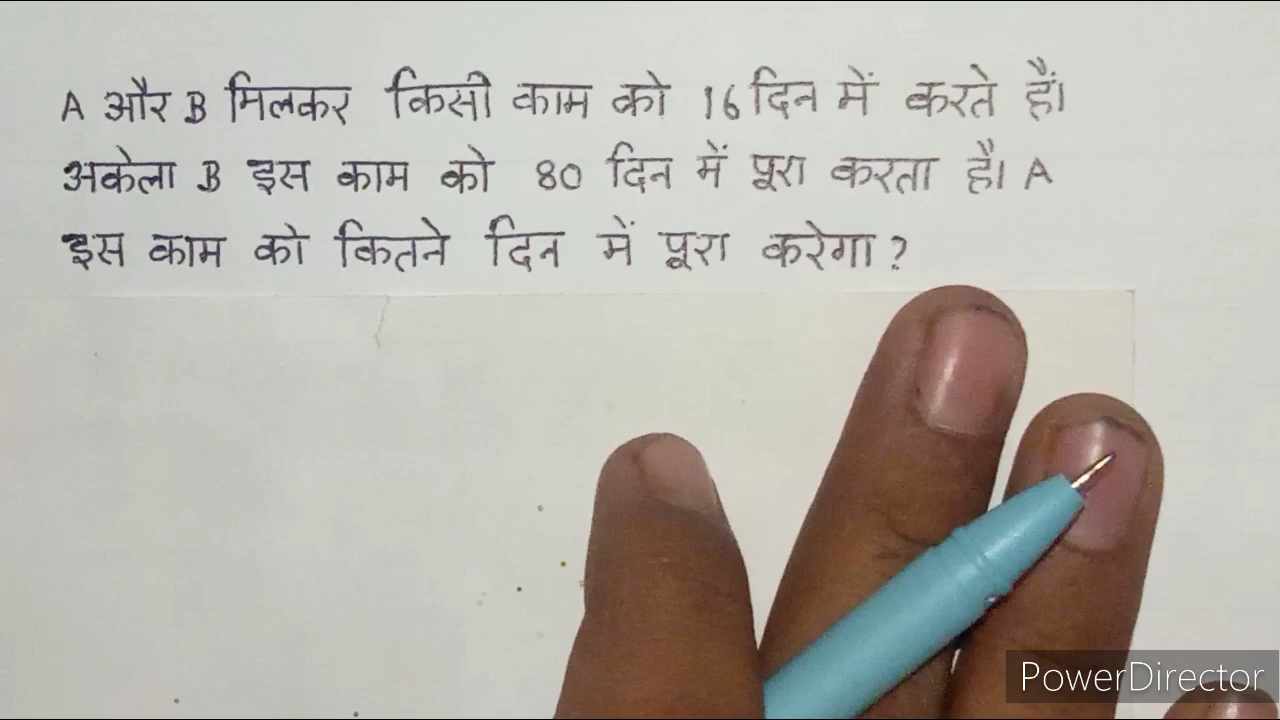 A और B मिलकर किसी काम को 16 दिन में करते हैं।
अकेला B इस काम को 80 दिन में पूरा करता है। A
इस काम को कितने दिन में पूरा करेगा?
PowerDirector